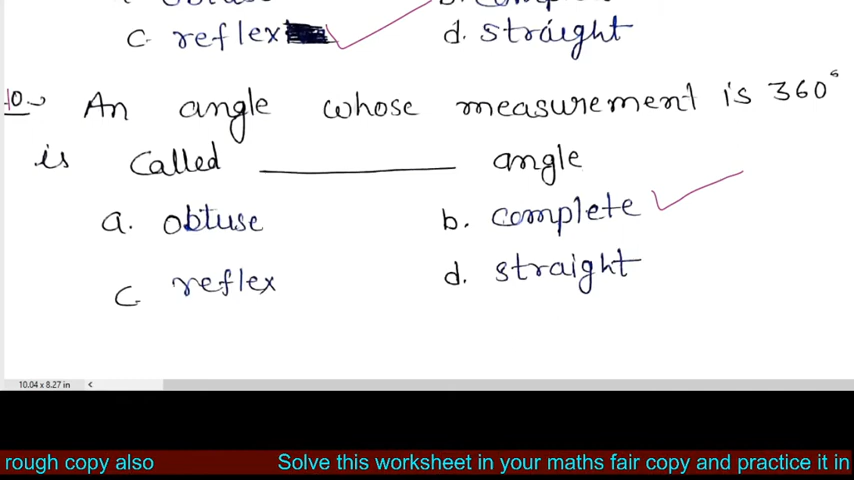 c. reflex d. straight
10. An angle whose measurement is 360°
is called ________ angle
a. obtuse b. complete
c. reflex d. straight
10.04 x 8.27 in <
rough copy also Solve this worksheet in your maths fair copy and practice it in